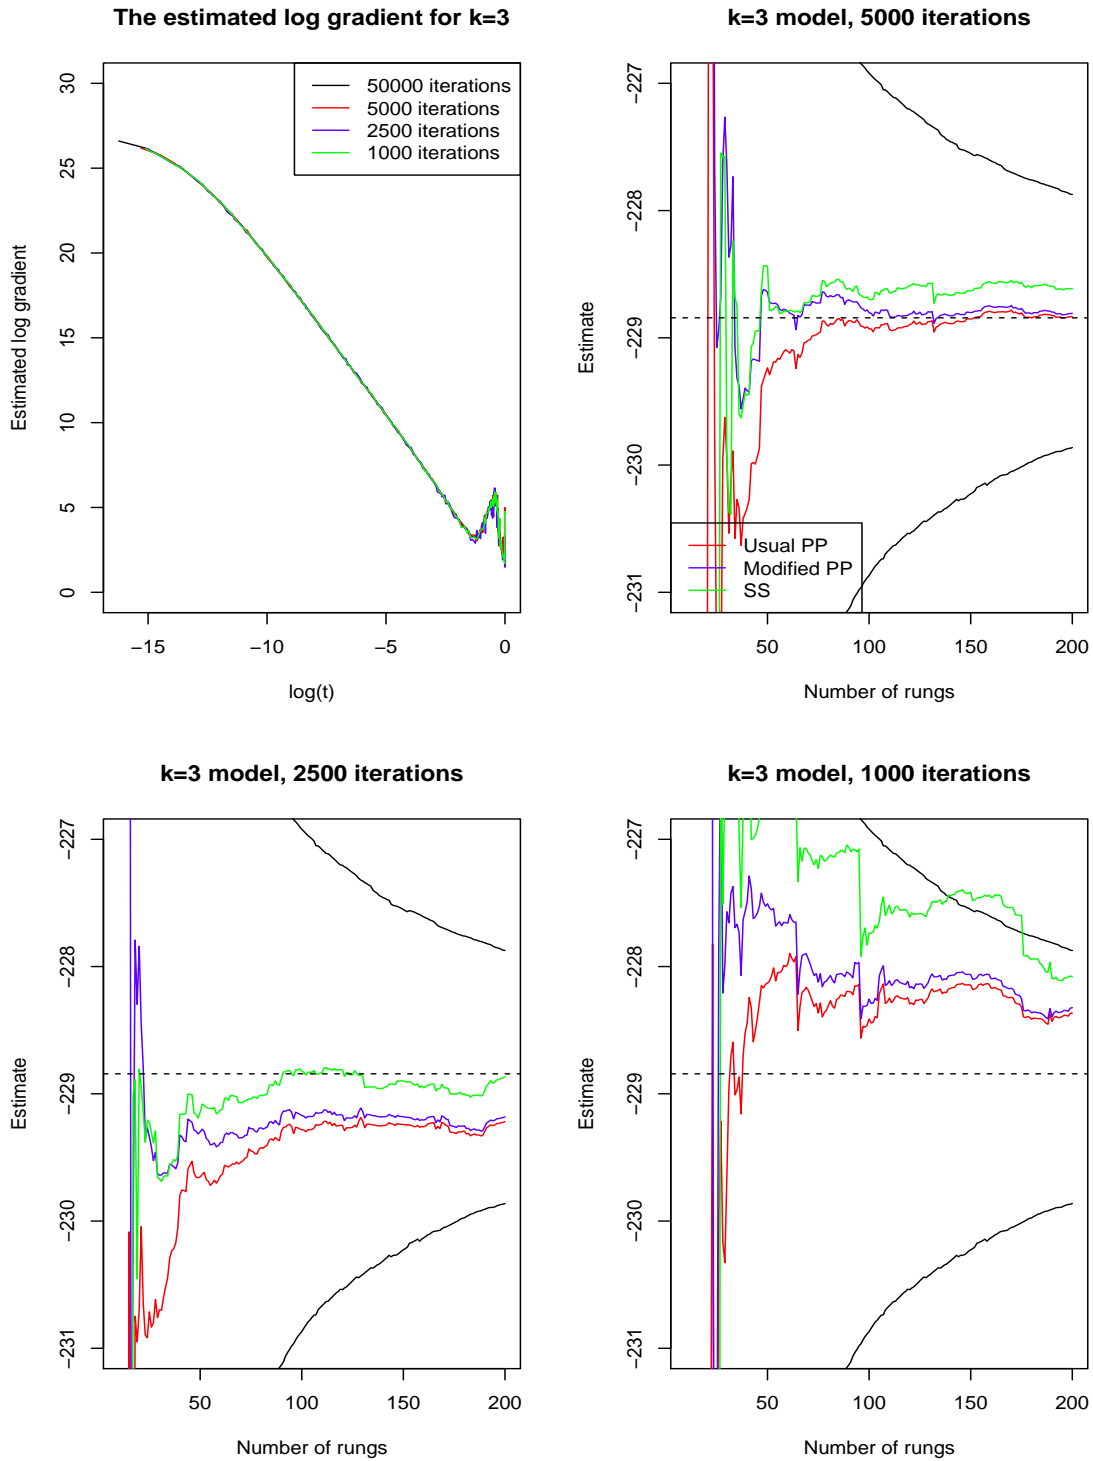 The estimated log gradient for k=3
50000 iterations
5000 iterations
2500 iterations
1000 iterations
Estimated log gradient
0
5
10
15
20
25
30
−15
−10
−5
0
log(t)
k=3 model, 5000 iterations
Estimate
−227
−228
−229
−230
−231
Usual PP
Modified PP
SS
50
100
150
200
Number of rungs
k=3 model, 2500 iterations
Estimate
−227
−228
−229
−230
−231
50
100
150
200
Number of rungs
k=3 model, 1000 iterations
Estimate
−227
−228
−229
−230
−231
50
100
150
200
Number of rungs